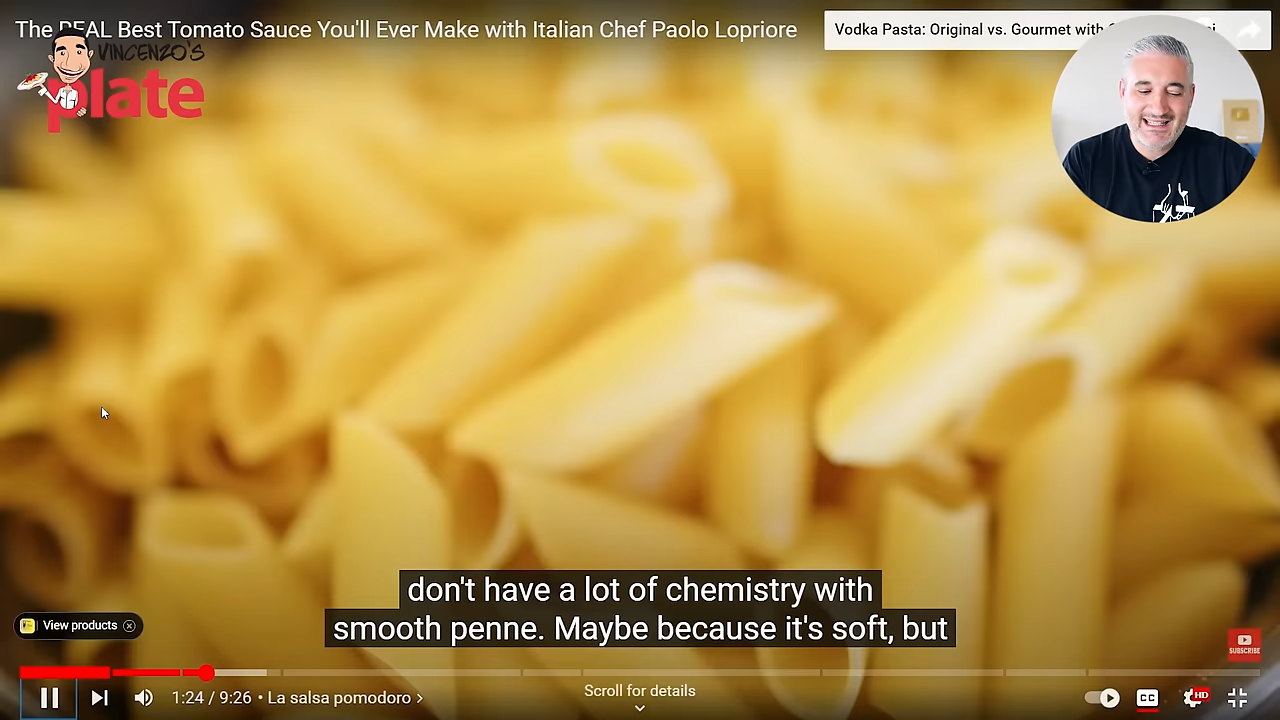 The REAL Best Tomato Sauce You'll Ever Make with Italian Chef Paolo Lopriore
Vodka Pasta: Original vs. Gourmet with
VINCENZO'S
plate
don't have a lot of chemistry with
smooth penne. Maybe because it's soft, but
View products
SUBSCRIBE
1:24 / 9:26 • La salsa pomodoro >
Scroll for details
CC
HD